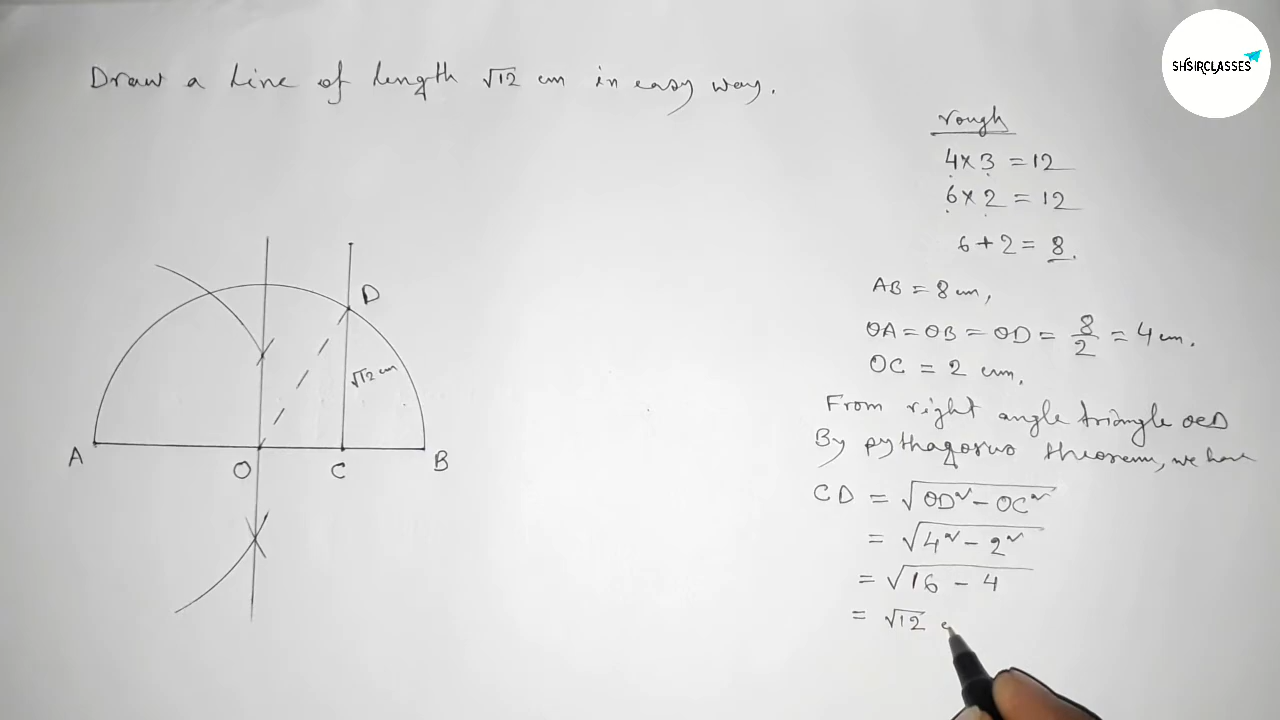 SHSIRCLASSES
Draw a line of length √12 cm in easy way.
rough
4×3 = 12
6×2 = 12
6+2 = 8.
AB = 8 cm,
OA = OB = OD = 8/2 = 4 cm.
OC = 2 cm,
From right angle triangle OCD
By pythagorus theorem, we have
CD = √OD² - OC²
= √4² - 2²
= √16 - 4
= √12 c
D
√12 cm
A
O
C
B